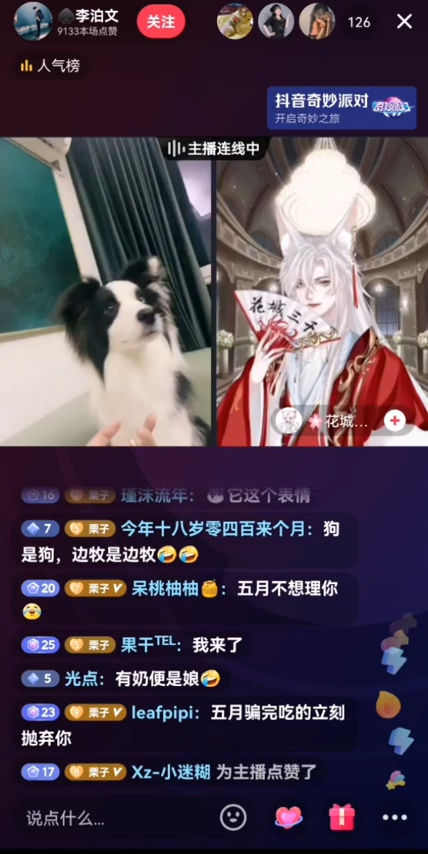 李泊文
9133本场点赞
关注
126
人气榜
抖音奇妙派对
开启奇妙之旅
主播连线中
花城三千
花城...
16 栗子 瑾沫流年：它这个表情
7 栗子 今年十八岁零四百来个月：狗
是狗，边牧是边牧🤣🤣
20 栗子 V 呆桃柚柚🍯：五月不想理你
😂
25 栗子 果干TEL：我来了
5 光点：有奶便是娘🤣
23 栗子 V leafpipi：五月骗完吃的立刻
抛弃你
17 栗子 V Xz-小迷糊 为主播点赞了
说点什么...